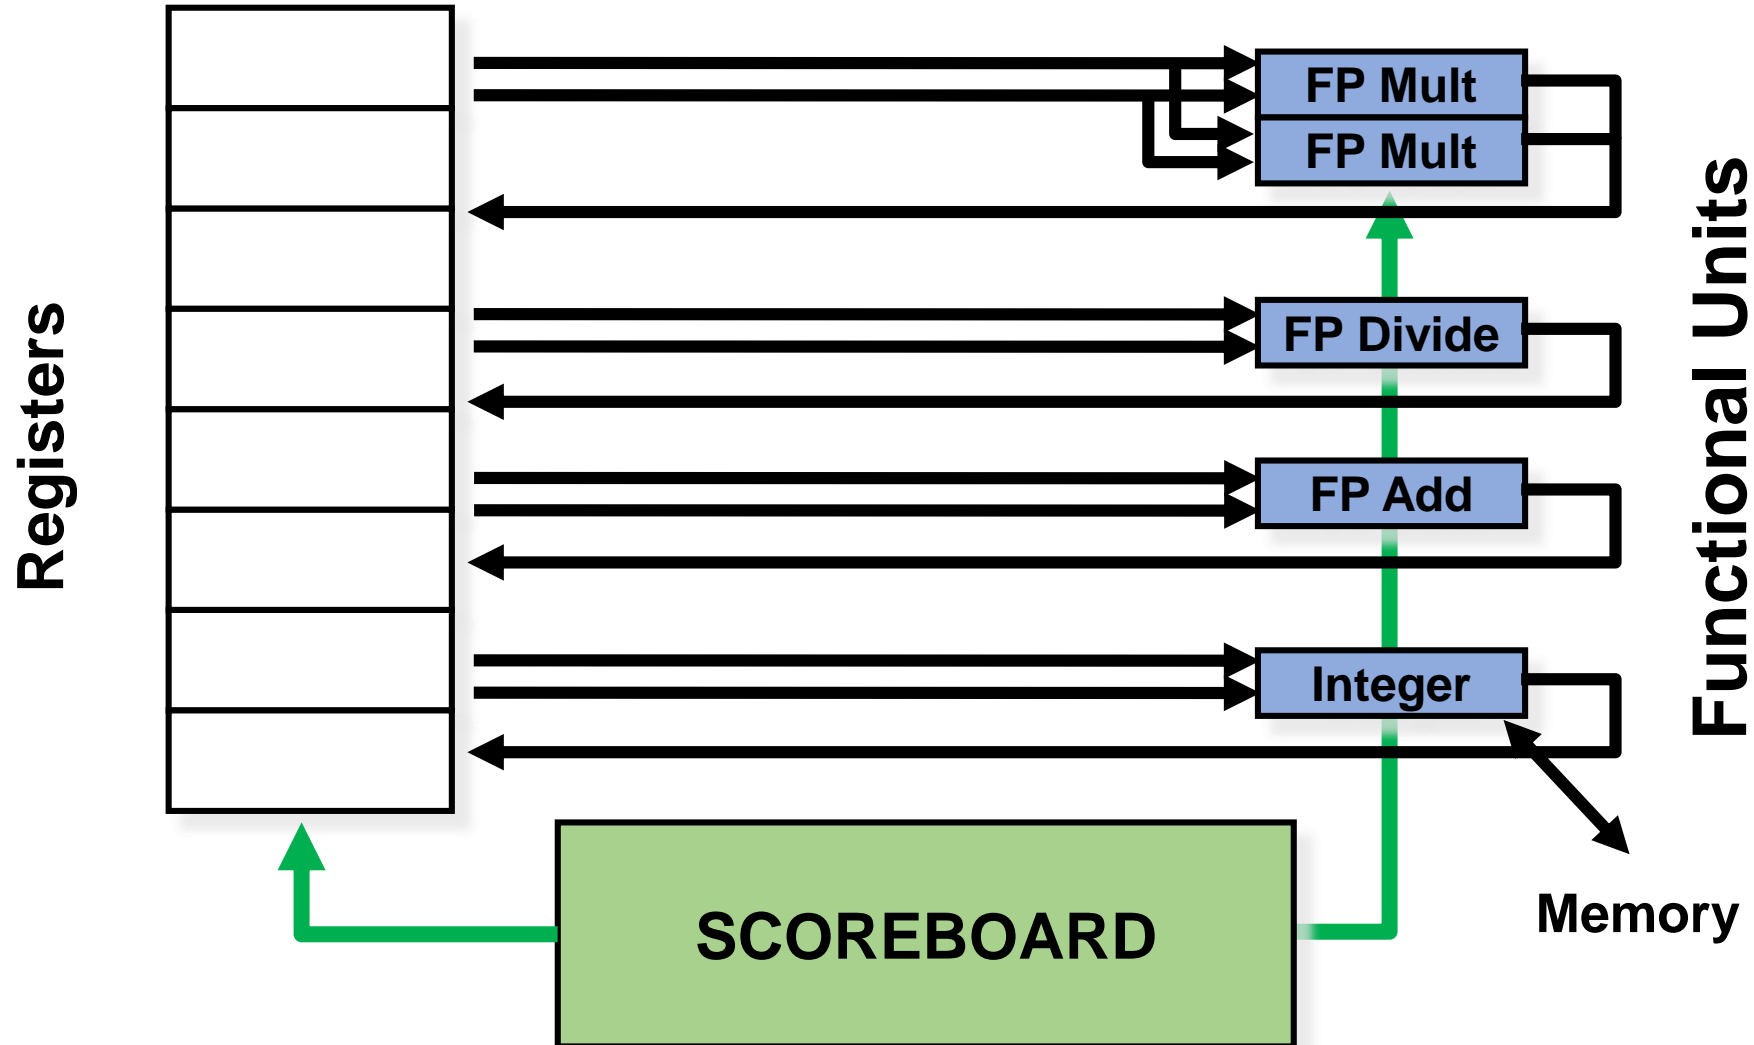 Registers
FP Mult
FP Mult
FP Divide
FP Add
Integer
Functional Units
Memory
SCOREBOARD